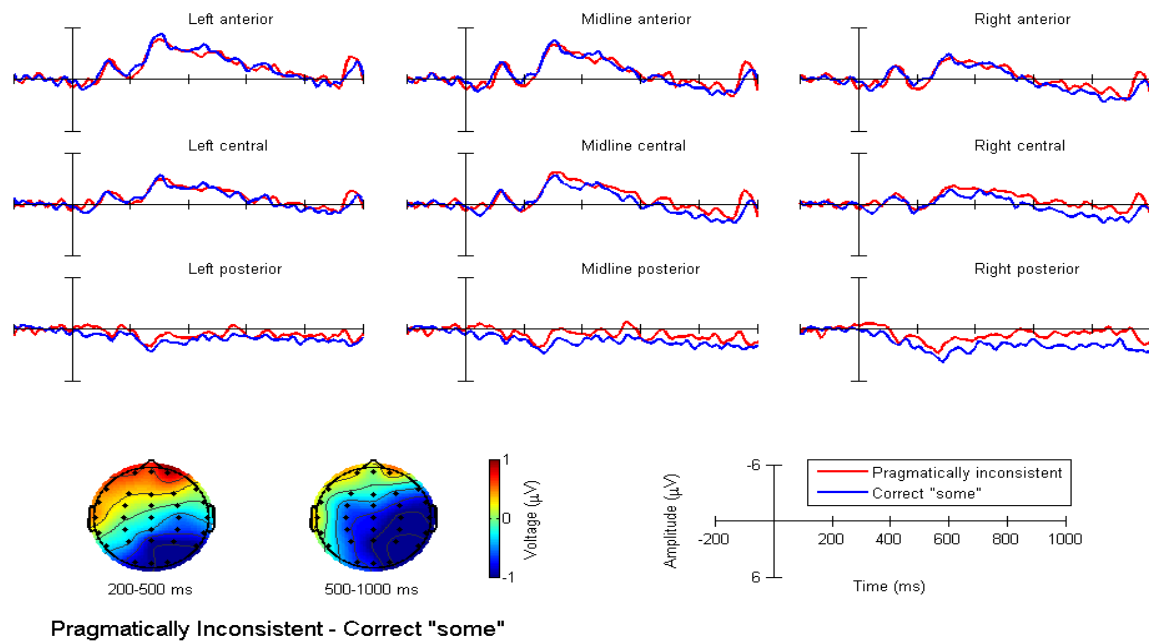 Left anterior
Midline anterior
Right anterior
Left central
Midline central
Right central
Left posterior
Midline posterior
Right posterior
1
0
-1
Voltage (µV)
200-500 ms
500-1000 ms
Pragmatically Inconsistent - Correct "some"
-6
Amplitude (µV)
6
-200
200
400
600
800
1000
Time (ms)
Pragmatically inconsistent
Correct "some"